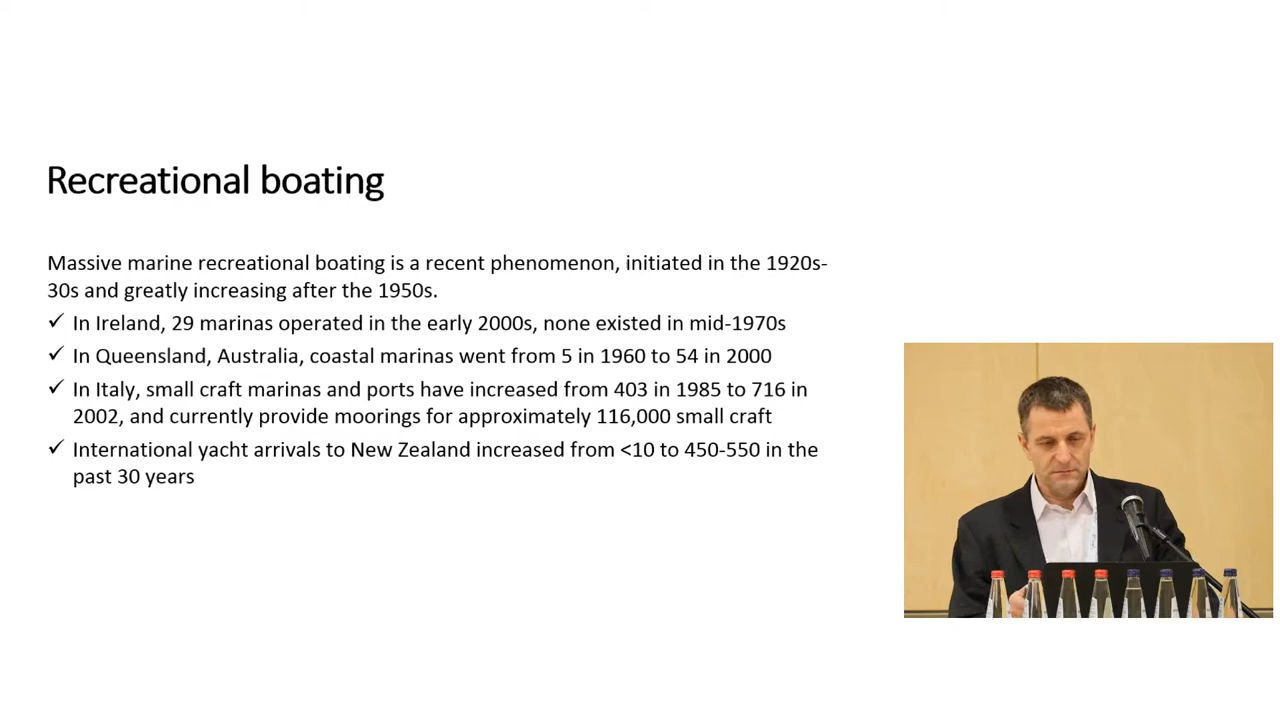 Recreational boating
Massive marine recreational boating is a recent phenomenon, initiated in the 1920s-
30s and greatly increasing after the 1950s.
✓ In Ireland, 29 marinas operated in the early 2000s, none existed in mid-1970s
✓ In Queensland, Australia, coastal marinas went from 5 in 1960 to 54 in 2000
✓ In Italy, small craft marinas and ports have increased from 403 in 1985 to 716 in
2002, and currently provide moorings for approximately 116,000 small craft
✓ International yacht arrivals to New Zealand increased from <10 to 450-550 in the
past 30 years